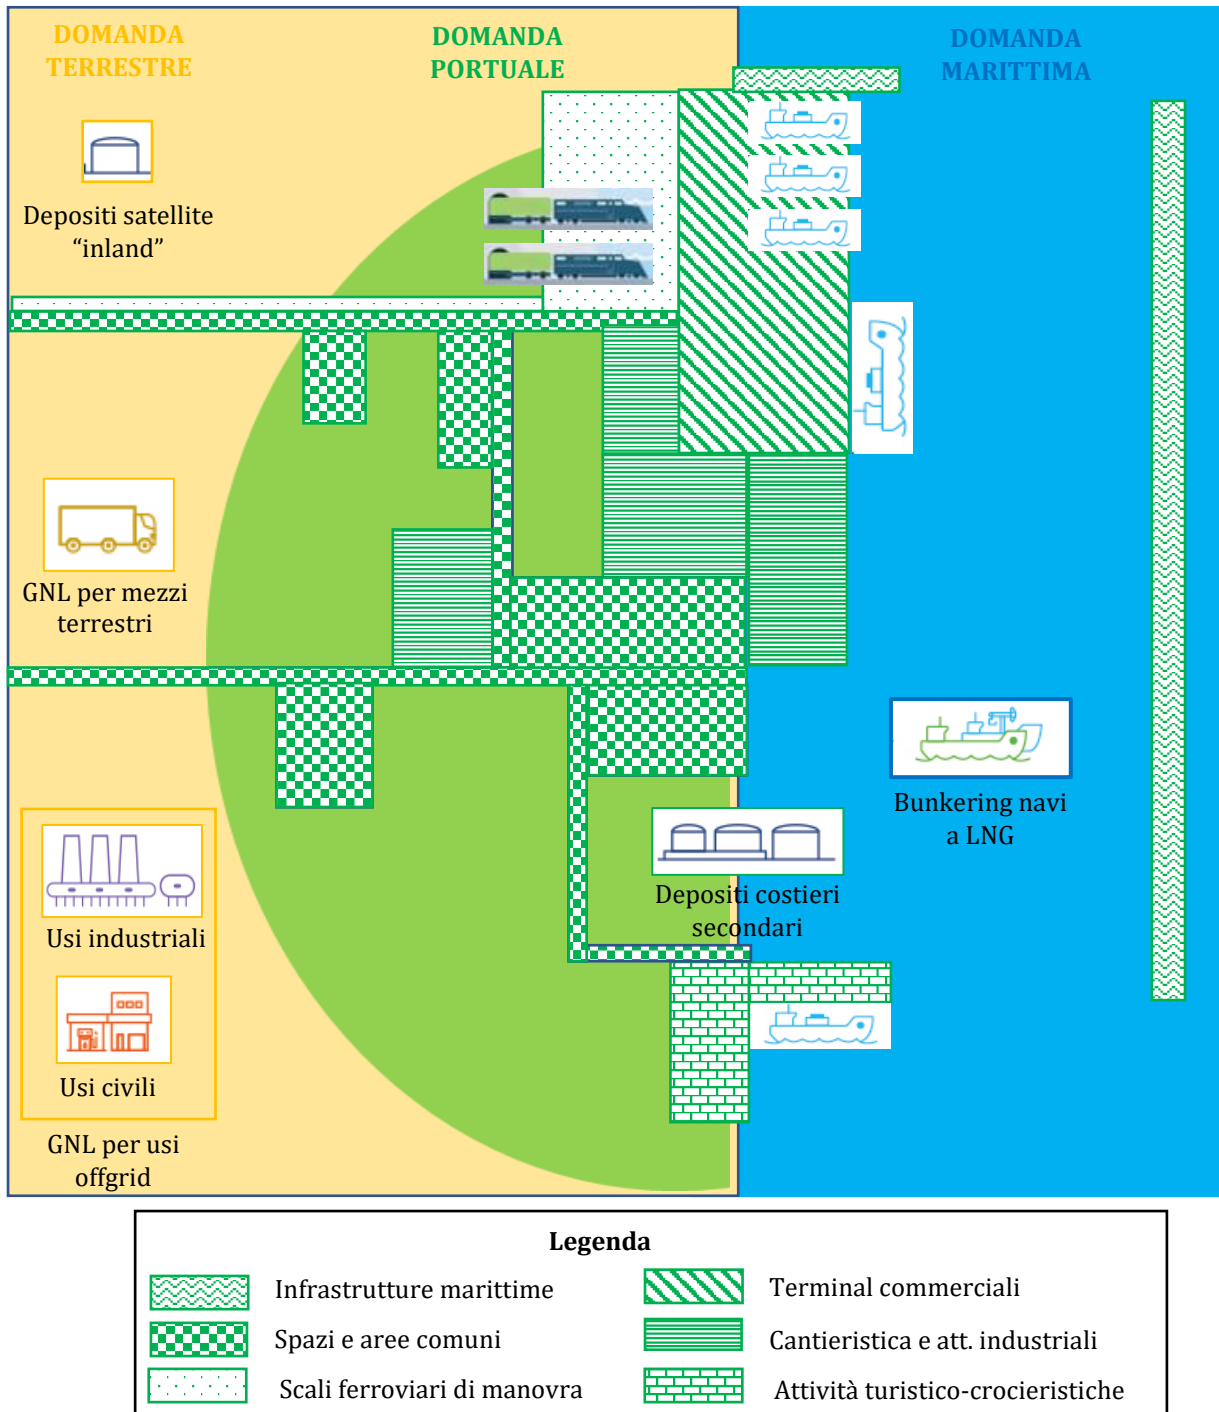 DOMANDA
TERRESTRE
DOMANDA
PORTUALE
DOMANDA
MARITTIMA
Depositi satellite
“inland”
GNL per mezzi
terrestri
Bunkering navi
a LNG
Depositi costieri
secondari
Usi industriali
Usi civili
GNL per usi
offgrid
Legenda
Infrastrutture marittime
Terminal commerciali
Spazi e aree comuni
Cantieristica e att. industriali
Scali ferroviari di manovra
Attività turistico-crocieristiche